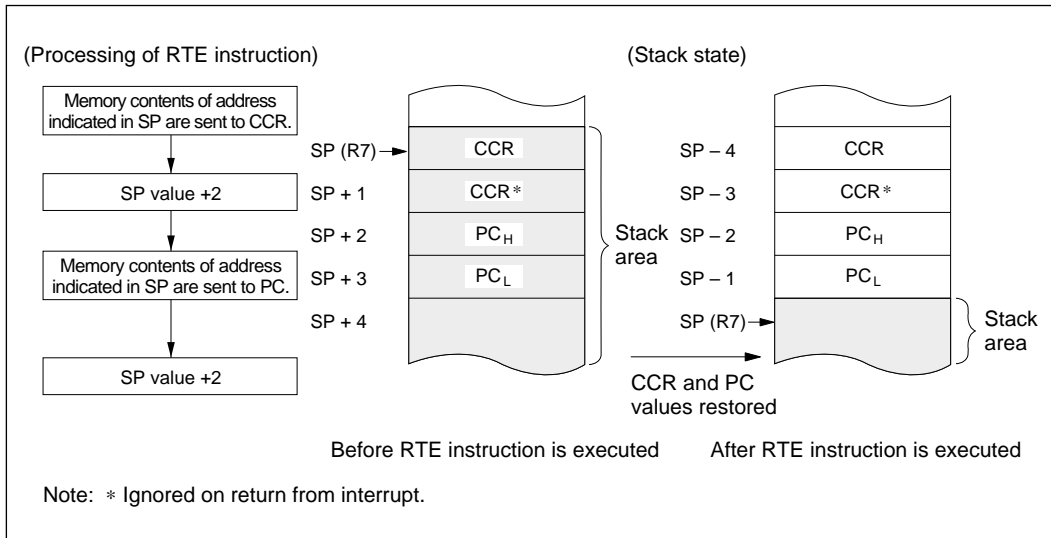 (Processing of RTE instruction)
(Stack state)
Memory contents of address
indicated in SP are sent to CCR.
SP value +2
Memory contents of address
indicated in SP are sent to PC.
SP value +2
SP (R7)
CCR
SP + 1
CCR*
SP + 2
PCH
SP + 3
PCL
SP + 4
Stack
area
SP – 4
CCR
SP – 3
CCR*
SP – 2
PCH
SP – 1
PCL
SP (R7)
Stack
area
CCR and PC
values restored
Before RTE instruction is executed
After RTE instruction is executed
Note: * Ignored on return from interrupt.